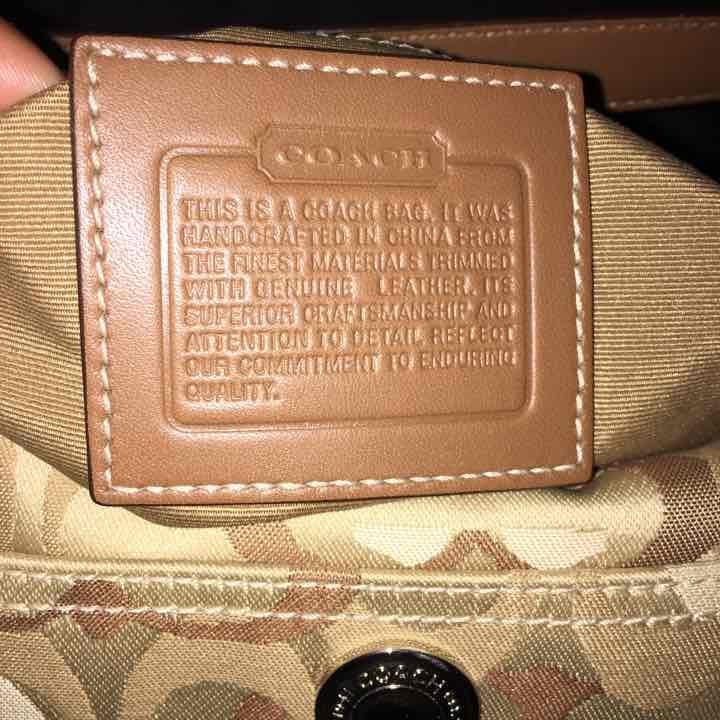 COACH
THIS IS A COACH BAG. IT WAS
HANDCRAFTED IN CHINA FROM
THE FINEST MATERIALS TRIMMED
WITH GENUINE LEATHER. ITS
SUPERIOR CRAFTSMANSHIP AND
ATTENTION TO DETAIL REFLECT
OUR COMMITMENT TO ENDURING
QUALITY.
COACH